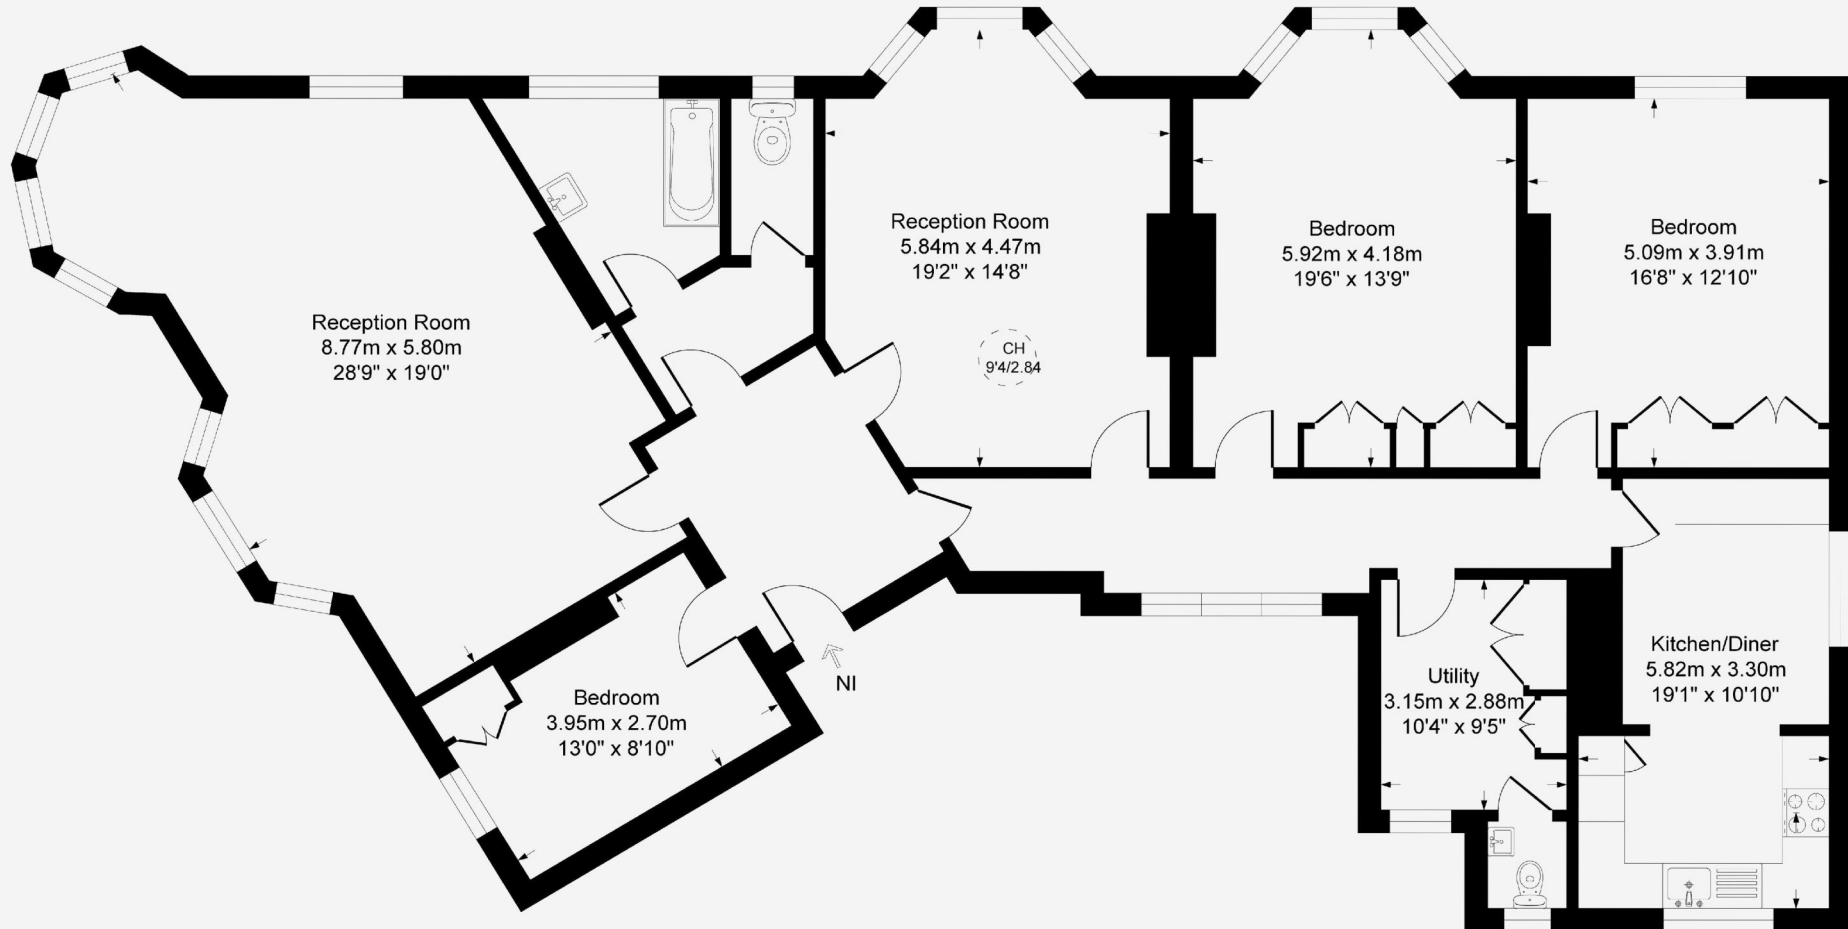 Reception Room
8.77m x 5.80m
28'9" x 19'0"
Reception Room
5.84m x 4.47m
19'2" x 14'8"
CH
9'4/2.84
Bedroom
5.92m x 4.18m
19'6" x 13'9"
Bedroom
5.09m x 3.91m
16'8" x 12'10"
Bedroom
3.95m x 2.70m
13'0" x 8'10"
NI
Utility
3.15m x 2.88m
10'4" x 9'5"
Kitchen/Diner
5.82m x 3.30m
19'1" x 10'10"